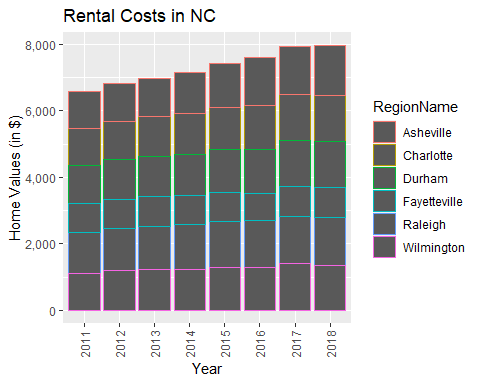 Rental Costs in NC
Home Values (in $)
8,000
6,000
4,000
2,000
0
2011
2012
2013
2014
2015
2016
2017
2018
Year
RegionName
Asheville
Charlotte
Durham
Fayetteville
Raleigh
Wilmington